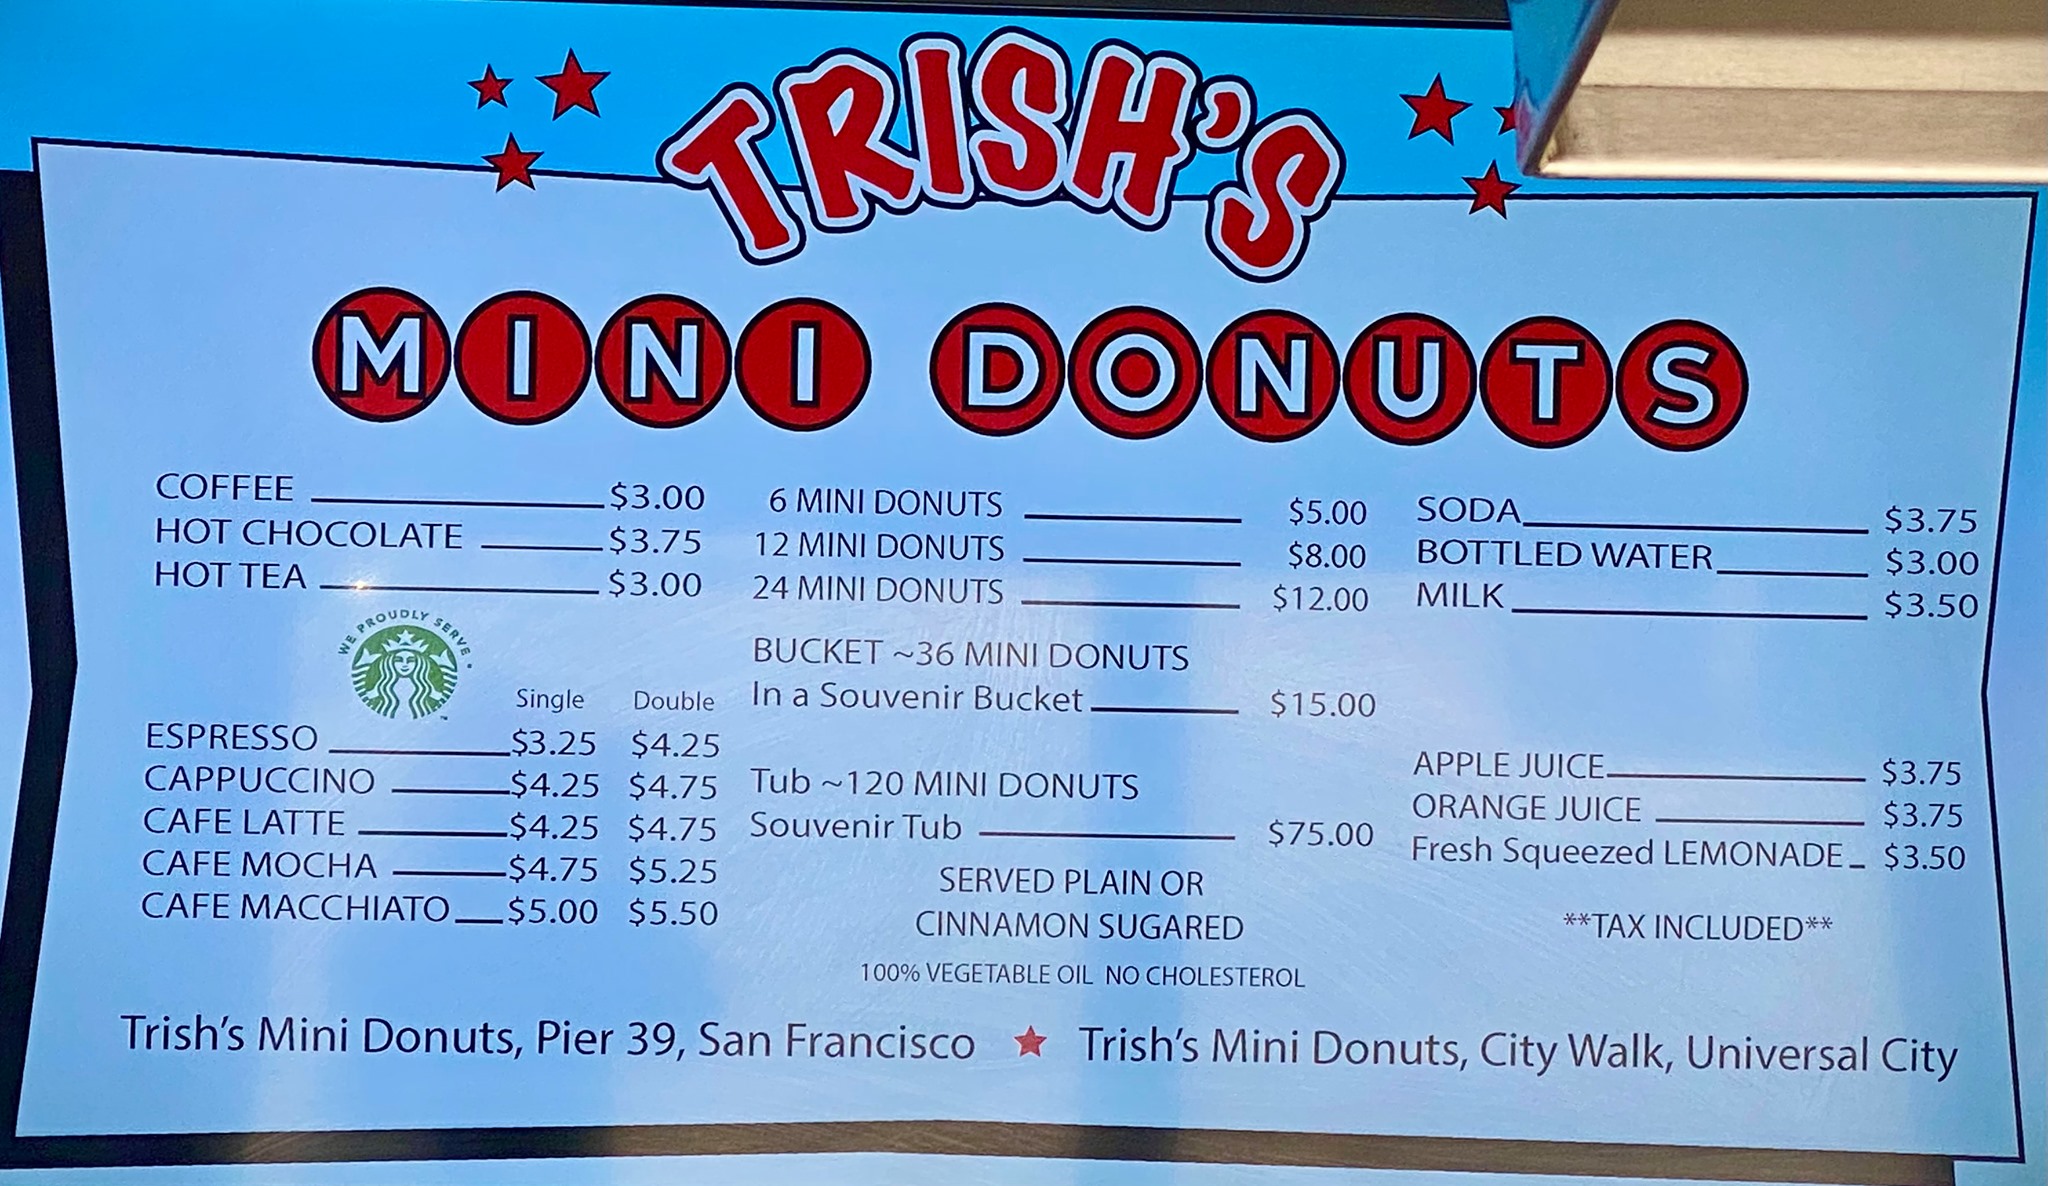 TRISH'S
MINI DONUTS
COFFEE $3.00
HOT CHOCOLATE $3.75
HOT TEA $3.00
WE PROUDLY SERVE
Single Double
ESPRESSO $3.25 $4.25
CAPPUCCINO $4.25 $4.75
CAFE LATTE $4.25 $4.75
CAFE MOCHA $4.75 $5.25
CAFE MACCHIATO $5.00 $5.50
6 MINI DONUTS $5.00
12 MINI DONUTS $8.00
24 MINI DONUTS $12.00
BUCKET ~36 MINI DONUTS
In a Souvenir Bucket $15.00
Tub ~120 MINI DONUTS
Souvenir Tub $75.00
SERVED PLAIN OR
CINNAMON SUGARED
100% VEGETABLE OIL NO CHOLESTEROL
SODA $3.75
BOTTLED WATER $3.00
MILK $3.50
APPLE JUICE $3.75
ORANGE JUICE $3.75
Fresh Squeezed LEMONADE $3.50
**TAX INCLUDED**
Trish's Mini Donuts, Pier 39, San Francisco ★ Trish's Mini Donuts, City Walk, Universal City